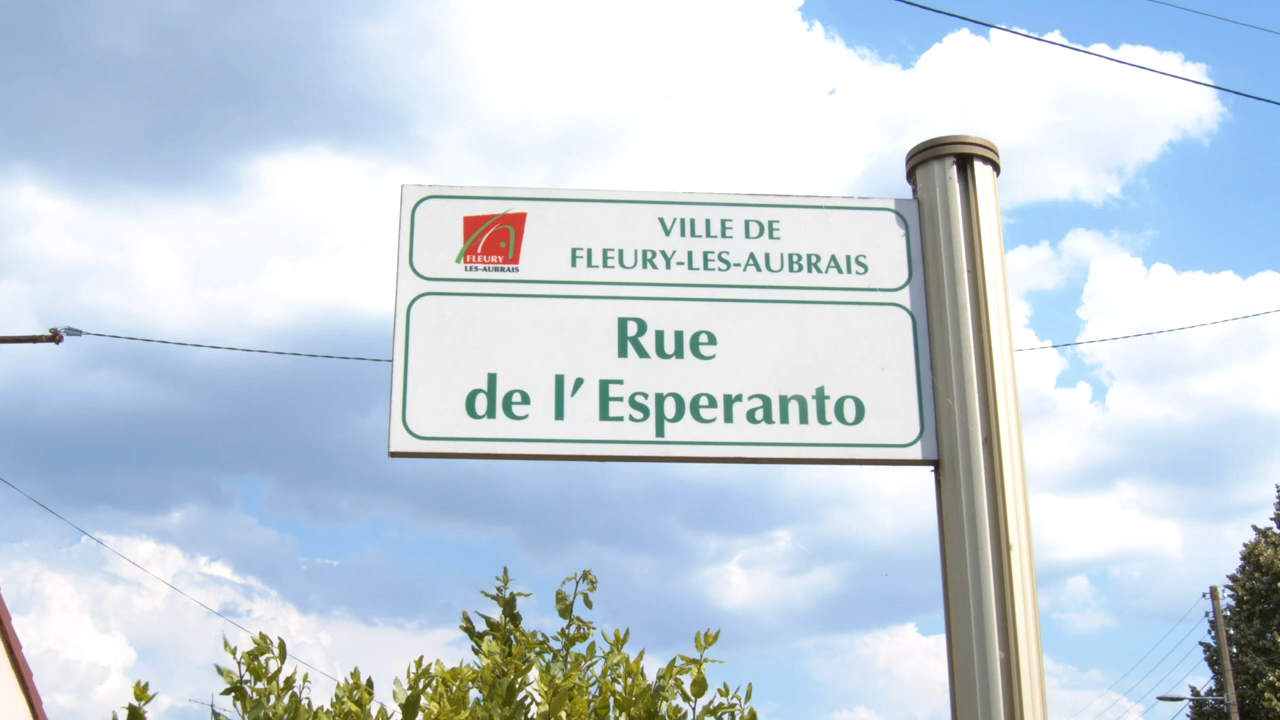 VILLE DE
FLEURY-LES-AUBRAIS
FLEURY
LES-AUBRAIS
Rue
de l'Esperanto